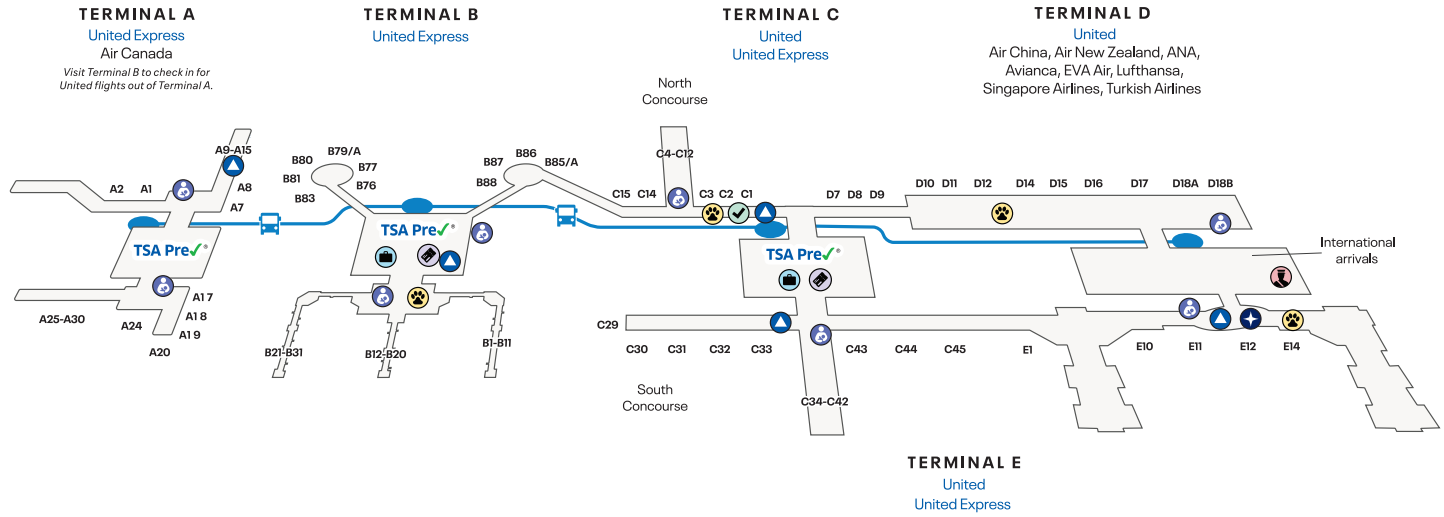 TERMINAL A
United Express
Air Canada
Visit Terminal B to check in for
United flights out of Terminal A.
TERMINAL B
United Express
TERMINAL C
United
United Express
TERMINAL D
United
Air China, Air New Zealand, ANA,
Avianca, EVA Air, Lufthansa,
Singapore Airlines, Turkish Airlines
North
Concourse
A9-A15
A2
A1
A8
A7
TSA Pre✓®
A17
A18
A19
A20
A24
A25-A30
B79/A
B80
B77
B81
B76
B83
B86
B87
B85/A
B88
TSA Pre✓®
B21-B31
B12-B20
B1-B11
C4-C12
C15
C14
C3
C2
C1
TSA Pre✓®
D7
D8
D9
D10
D11
D12
D14
D15
D16
D17
D18A
D18B
International
arrivals
C29
C30
C31
C32
C33
C43
C44
C45
E1
E10
E11
E12
E14
C34-C42
South
Concourse
TERMINAL E
United
United Express